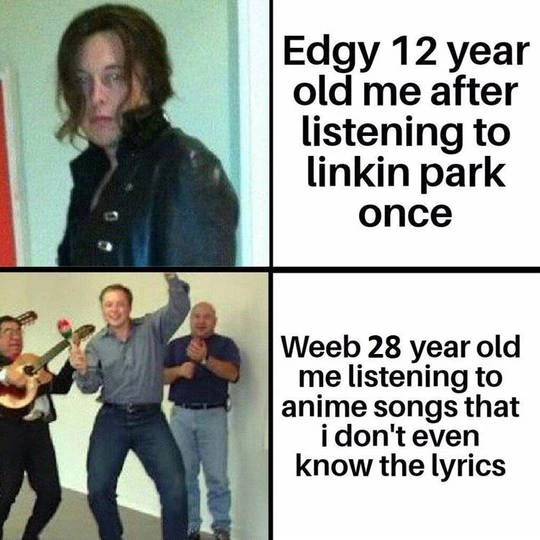 Edgy 12 year
old me after
listening to
linkin park
once
Weeb 28 year old
me listening to
anime songs that
i don't even
know the lyrics